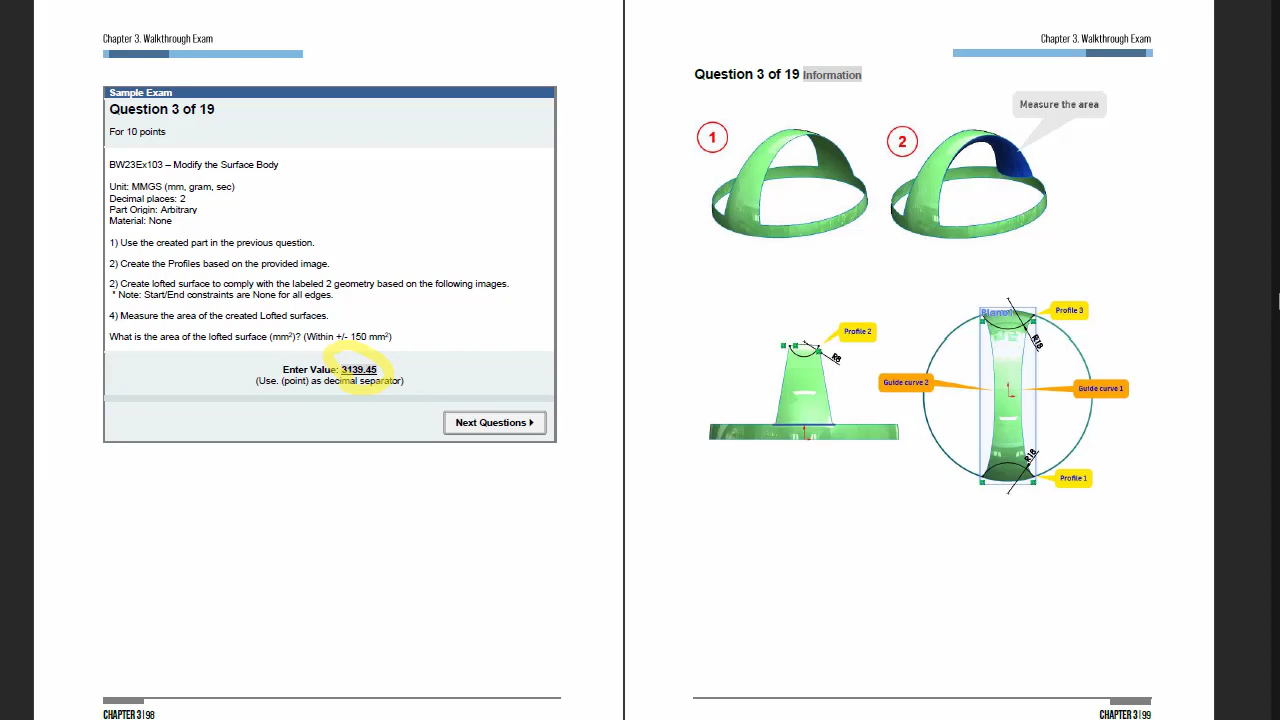 Chapter 3. Walkthrough Exam
Sample Exam
Question 3 of 19
For 10 points
BW23Ex103 – Modify the Surface Body
Unit: MMGS (mm, gram, sec)
Decimal places: 2
Part Origin: Arbitrary
Material: None
1) Use the created part in the previous question.
2) Create the Profiles based on the provided image.
2) Create lofted surface to comply with the labeled 2 geometry based on the following images.
* Note: Start/End constraints are None for all edges.
4) Measure the area of the created Lofted surfaces.
What is the area of the lofted surface (mm²)? (Within +/- 150 mm²)
Enter Value: 3139.45
(Use. (point) as decimal separator)
Next Questions
CHAPTER 3|98
Chapter 3. Walkthrough Exam
Question 3 of 19 Information
Measure the area
1
2
Profile 2
R8
Profile 3
R18
Guide curve 2
Guide curve 1
R18
Profile 1
CHAPTER 3|99